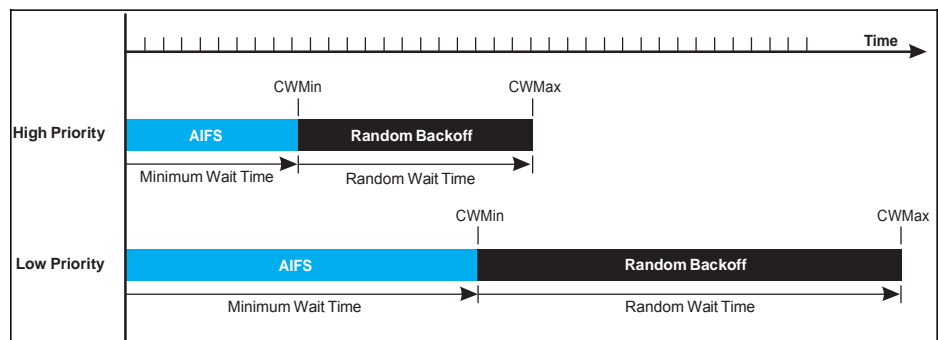 Time
CWMin CWMax
High Priority AIFS Random Backoff
Minimum Wait Time Random Wait Time
CWMin CWMax
Low Priority AIFS Random Backoff
Minimum Wait Time Random Wait Time